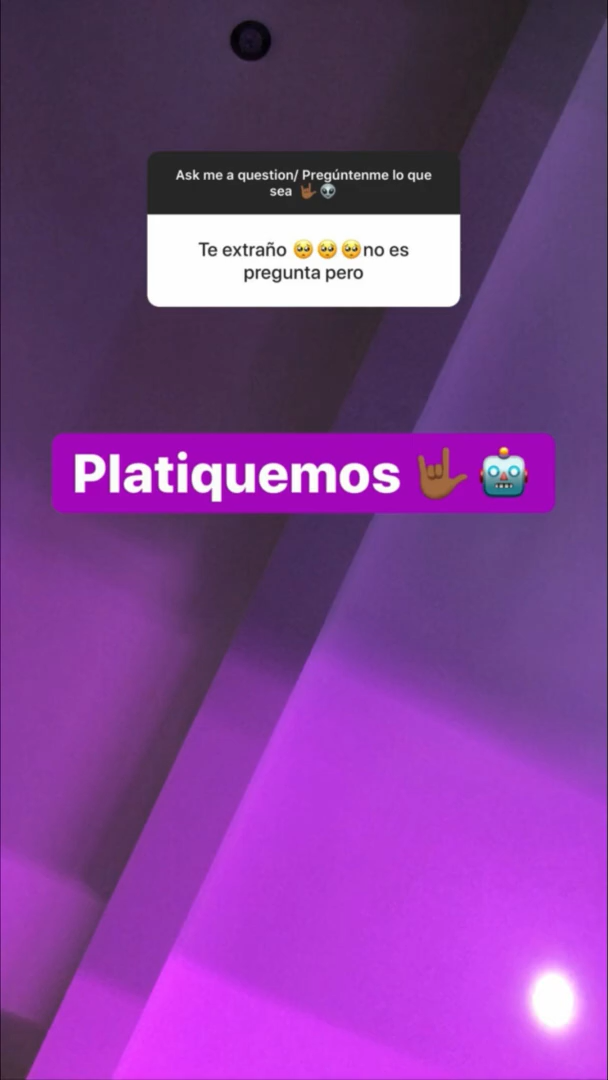 Ask me a question/ Pregúntenme lo que
sea 🤟🏾👽
Te extraño 🥺🥺🥺no es
pregunta pero
Platiquemos 🤟🏾🤖